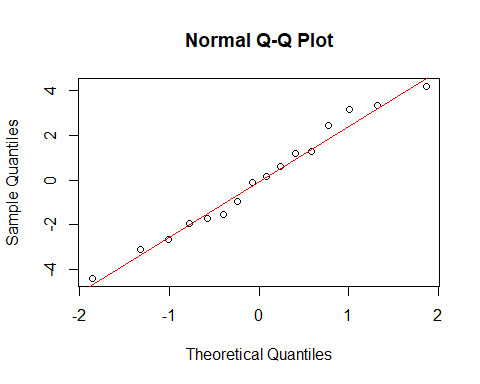 Normal Q-Q Plot
4
2
0
-2
-4
Sample Quantiles
-2 -1 0 1 2
Theoretical Quantiles